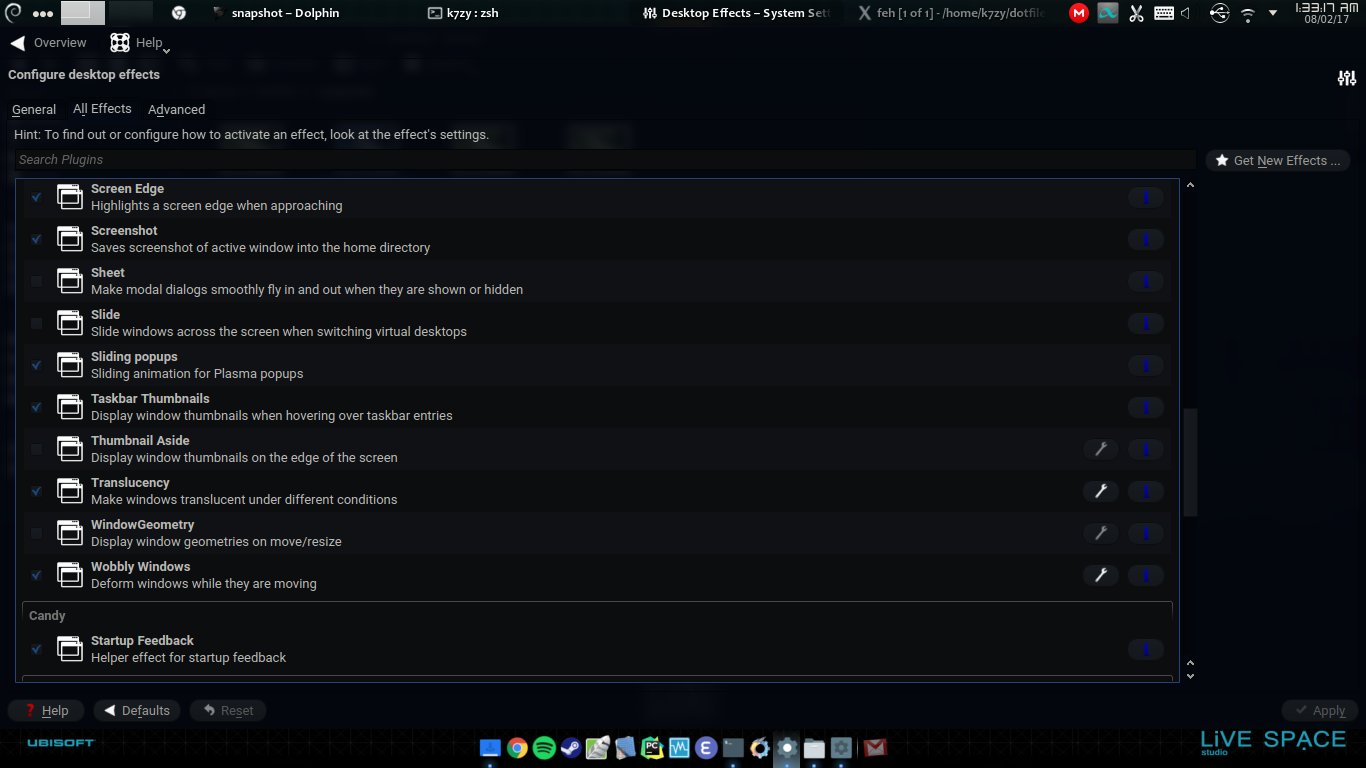 snapshot – Dolphin
k7zy : zsh
Desktop Effects – System Sett
feh [1 of 1] - /home/k7zy/dotfile
1:33:17 AM
08/02/17
Overview
Help
Configure desktop effects
General
All Effects
Advanced
Hint: To find out or configure how to activate an effect, look at the effect's settings.
Search Plugins
Get New Effects ...
Screen Edge
Highlights a screen edge when approaching
Screenshot
Saves screenshot of active window into the home directory
Sheet
Make modal dialogs smoothly fly in and out when they are shown or hidden
Slide
Slide windows across the screen when switching virtual desktops
Sliding popups
Sliding animation for Plasma popups
Taskbar Thumbnails
Display window thumbnails when hovering over taskbar entries
Thumbnail Aside
Display window thumbnails on the edge of the screen
Translucency
Make windows translucent under different conditions
WindowGeometry
Display window geometries on move/resize
Wobbly Windows
Deform windows while they are moving
Candy
Startup Feedback
Helper effect for startup feedback
? Help
Defaults
Reset
Apply
UBISOFT
PC
LiVE SPACE
studio